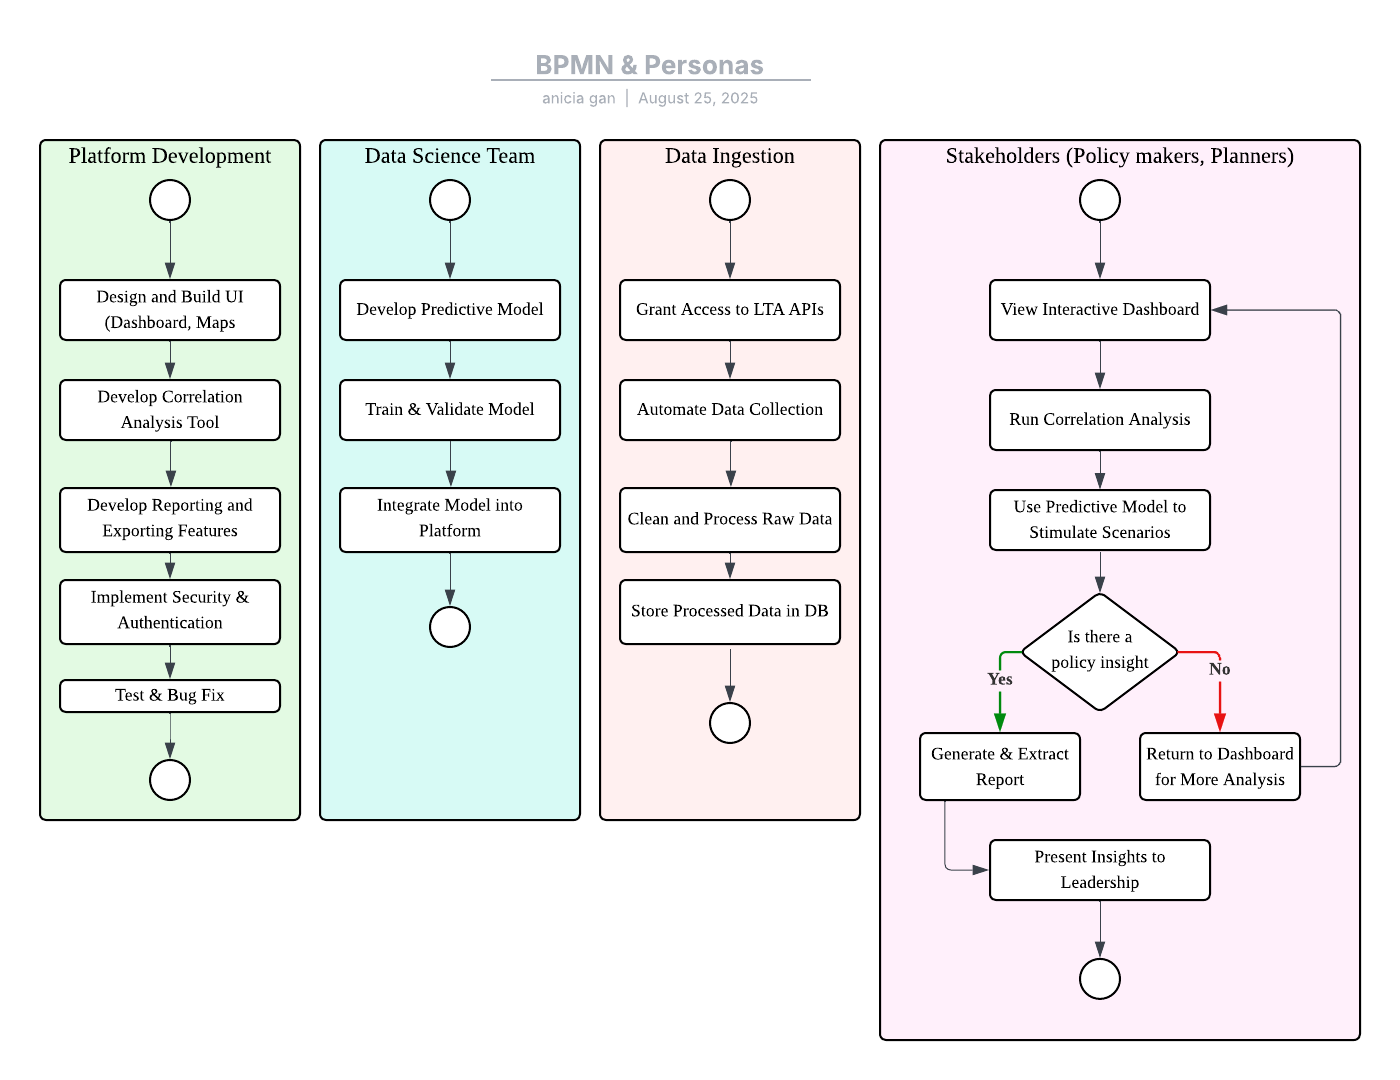 BPMN & Personas
anicia gan | August 25, 2025
Platform Development
Design and Build UI
(Dashboard, Maps
Develop Correlation
Analysis Tool
Develop Reporting and
Exporting Features
Implement Security &
Authentication
Test & Bug Fix
Data Science Team
Develop Predictive Model
Train & Validate Model
Integrate Model into
Platform
Data Ingestion
Grant Access to LTA APIs
Automate Data Collection
Clean and Process Raw Data
Store Processed Data in DB
Stakeholders (Policy makers, Planners)
View Interactive Dashboard
Run Correlation Analysis
Use Predictive Model to
Stimulate Scenarios
Is there a
policy insight
Yes
No
Generate & Extract
Report
Return to Dashboard
for More Analysis
Present Insights to
Leadership